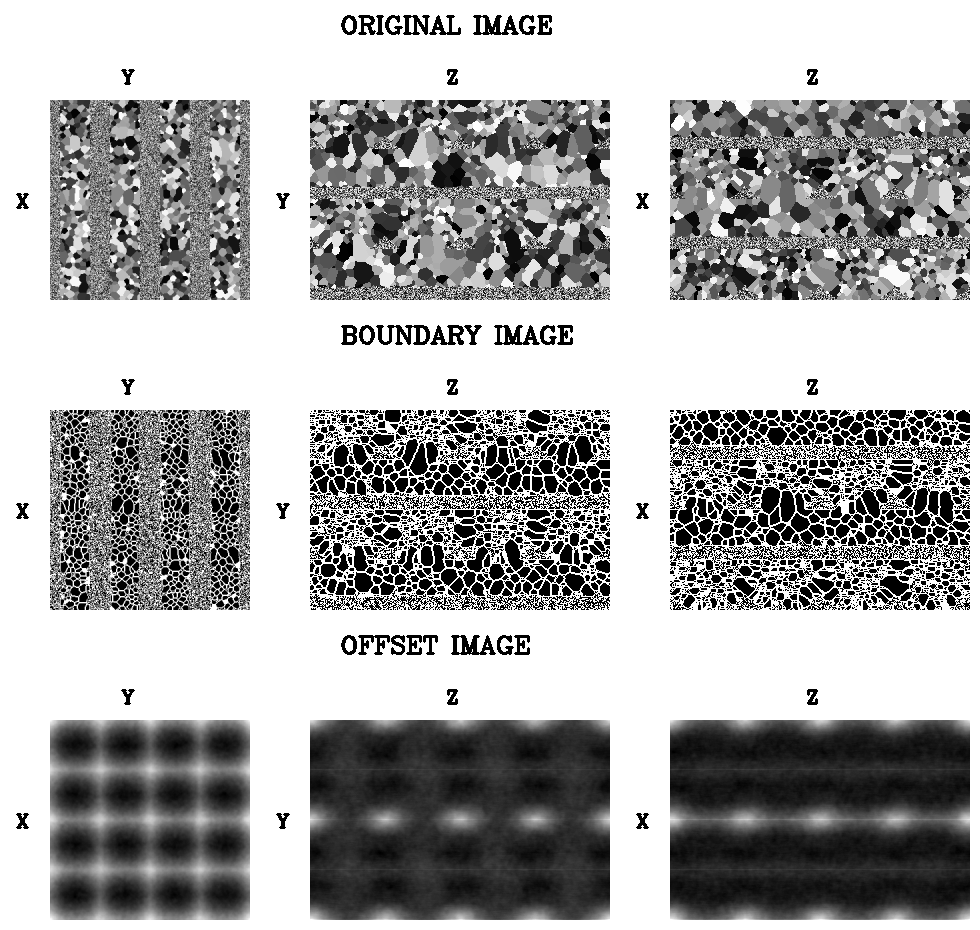 ORIGINAL IMAGE
Y Z Z
X Y X
BOUNDARY IMAGE
Y Z Z
X Y X
OFFSET IMAGE
Y Z Z
X Y X